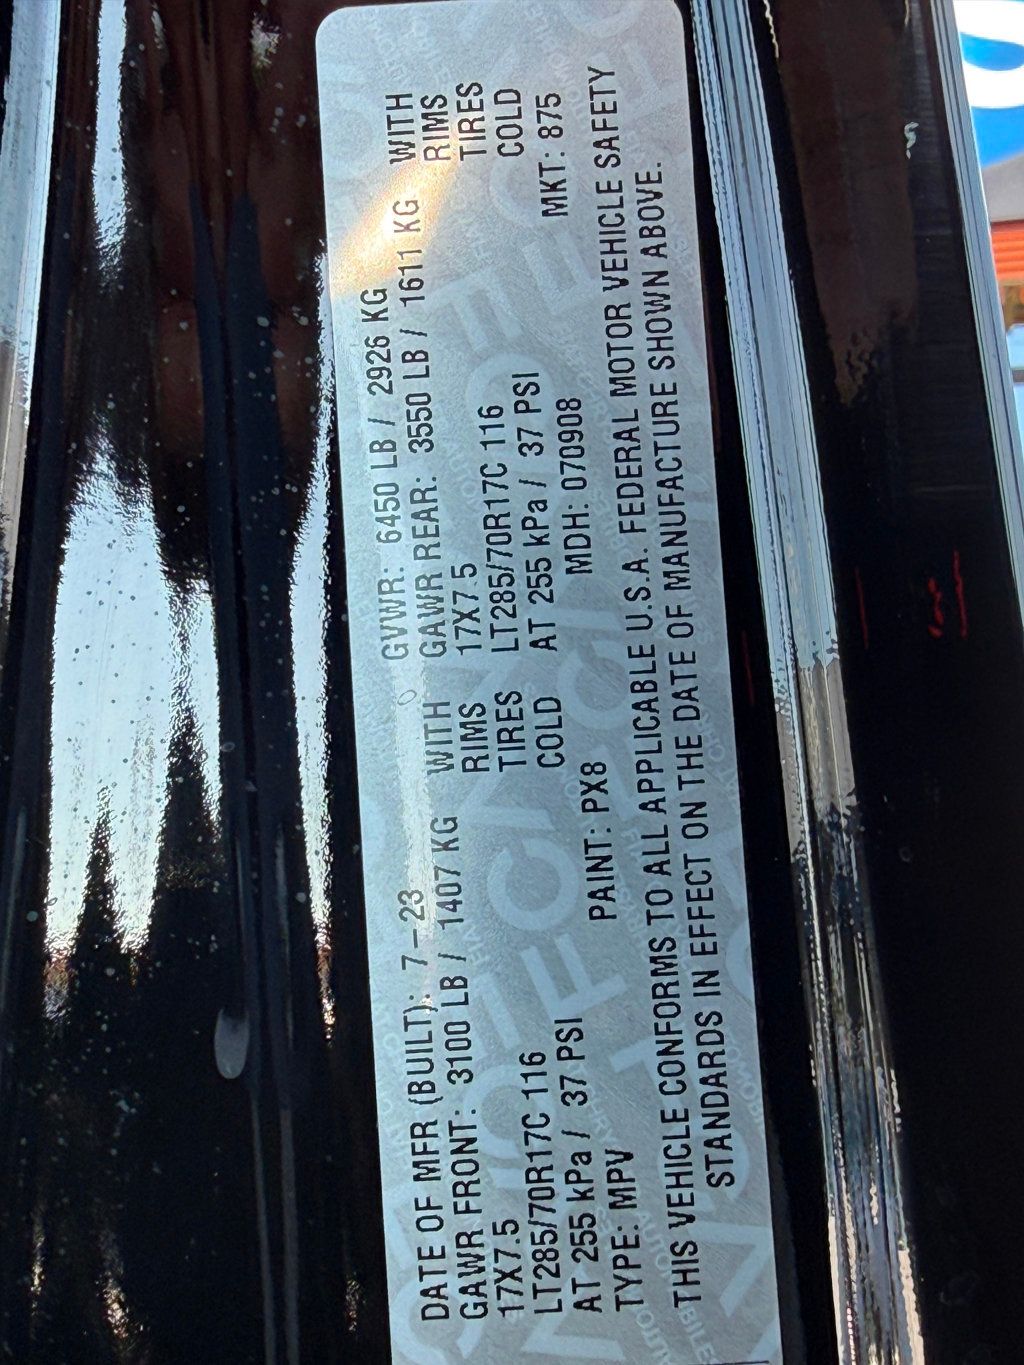 DATE OF MFR (BUILT): 7-23 GVWR: 6450 LB / 2926 KG
GAWR FRONT: 3100 LB / 1407 KG WITH GAWR REAR: 3550 LB / 1611 KG WITH
17X7.5 RIMS 17X7.5 RIMS
LT285/70R17C 116 TIRES LT285/70R17C 116 TIRES
AT 255 kPa / 37 PSI COLD AT 255 kPa / 37 PSI COLD
TYPE: MPV PAINT: PX8 MDH: 070908 MKT: 875
THIS VEHICLE CONFORMS TO ALL APPLICABLE U.S.A. FEDERAL MOTOR VEHICLE SAFETY
STANDARDS IN EFFECT ON THE DATE OF MANUFACTURE SHOWN ABOVE.